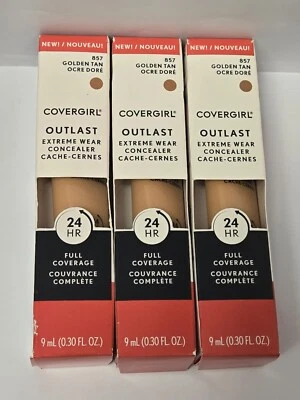 NEW! / NOUVEAU!
857
GOLDEN TAN
OCRE DORÉ
COVERGIRL®
OUTLAST
EXTREME WEAR
CONCEALER
CACHE-CERNES
24
HR
FULL
COVERAGE
COUVRANCE
COMPLÈTE
9 mL (0.30 FL. OZ.)
NEW! / NOUVEAU!
857
GOLDEN TAN
OCRE DORÉ
COVERGIRL®
OUTLAST
EXTREME WEAR
CONCEALER
CACHE-CERNES
24
HR
FULL
COVERAGE
COUVRANCE
COMPLÈTE
9 mL (0.30 FL. OZ.)
NEW! / NOUVEAU!
857
GOLDEN TAN
OCRE DORÉ
COVERGIRL®
OUTLAST
EXTREME WEAR
CONCEALER
CACHE-CERNES
24
HR
FULL
COVERAGE
COUVRANCE
COMPLÈTE
9 mL (0.30 FL. OZ.)